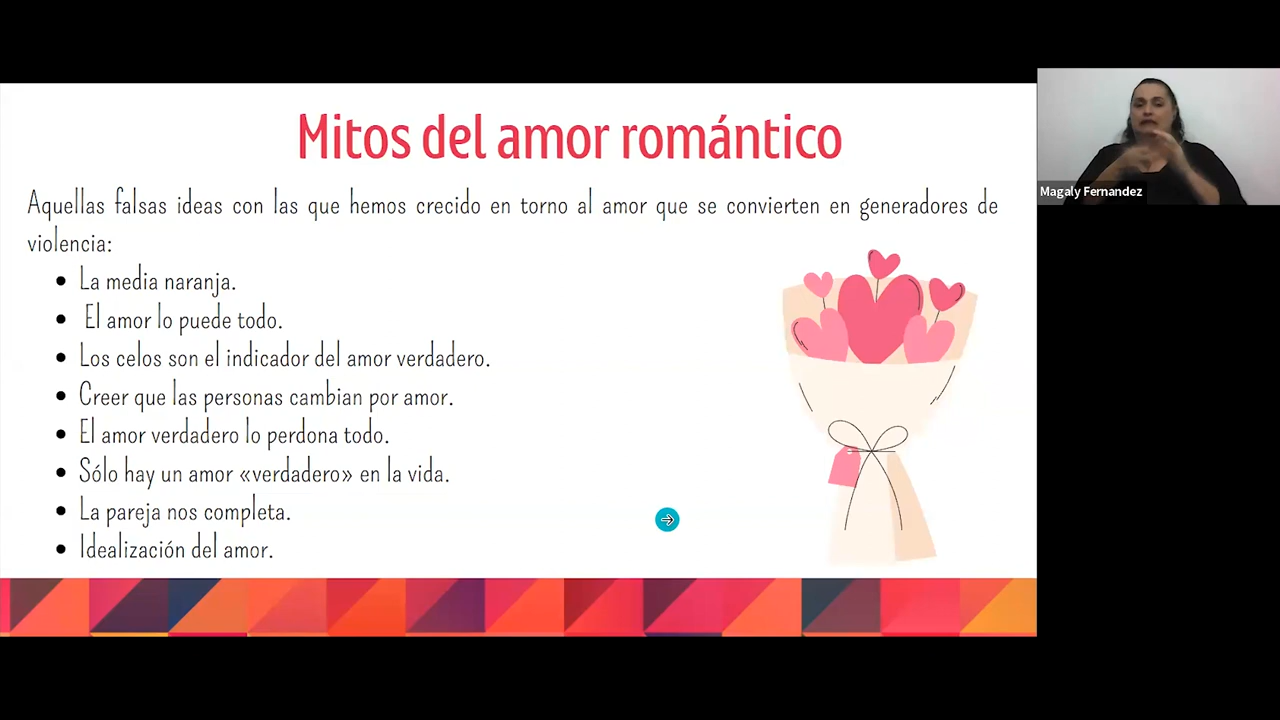 Mitos del amor romántico
Aquellas falsas ideas con las que hemos crecido en torno al amor que se convierten en generadores de
violencia:
• La media naranja.
• El amor lo puede todo.
• Los celos son el indicador del amor verdadero.
• Creer que las personas cambian por amor.
• El amor verdadero lo perdona todo.
• Sólo hay un amor «verdadero» en la vida.
• La pareja nos completa.
• Idealización del amor.
Magaly Fernandez